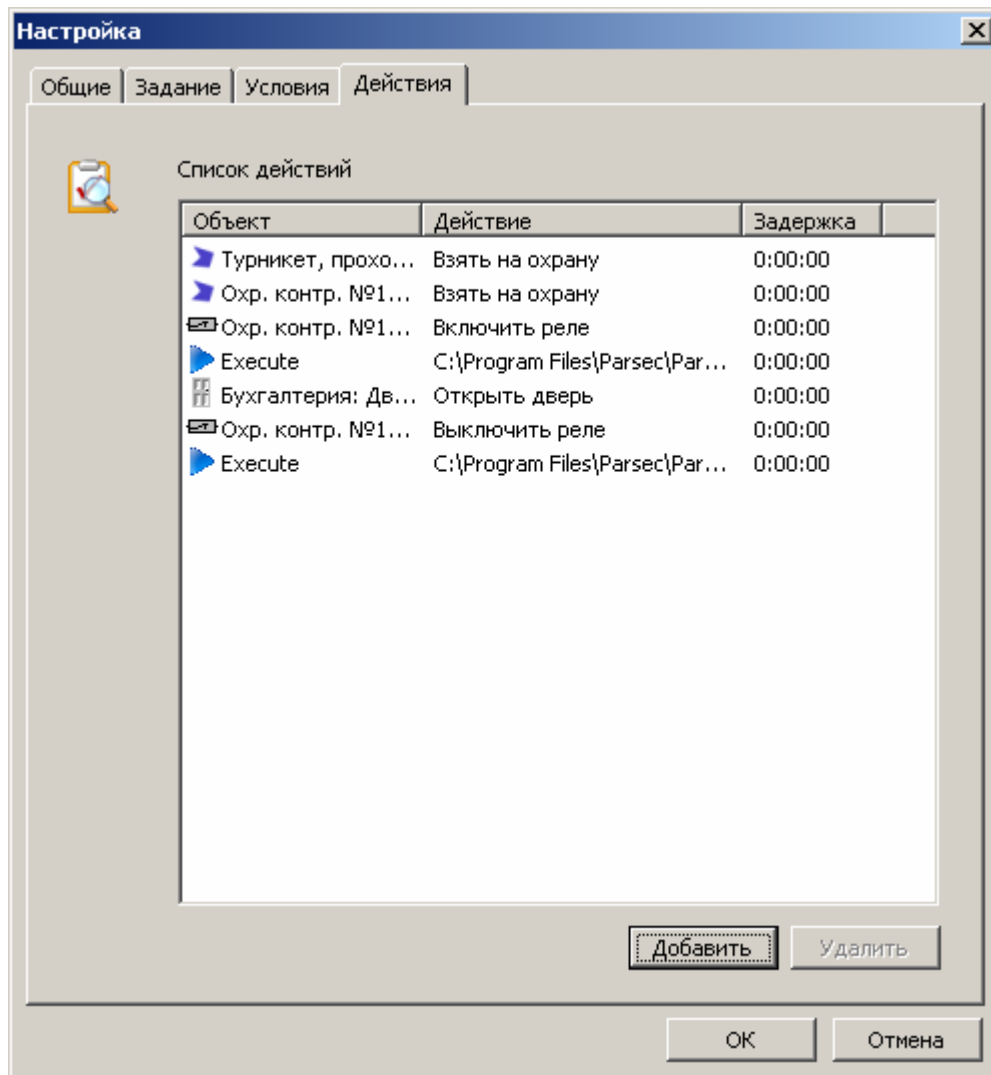 Настройка
Общие Задание Условия Действия
Список действий
Объект Действие Задержка
Турникет, прохо... Взять на охрану 0:00:00
Охр. контр. №1... Взять на охрану 0:00:00
Охр. контр. №1... Включить реле 0:00:00
Execute C:\Program Files\Parsec\Par... 0:00:00
Бухгалтерия: Дв... Открыть дверь 0:00:00
Охр. контр. №1... Выключить реле 0:00:00
Execute C:\Program Files\Parsec\Par... 0:00:00
Добавить Удалить
ОК Отмена